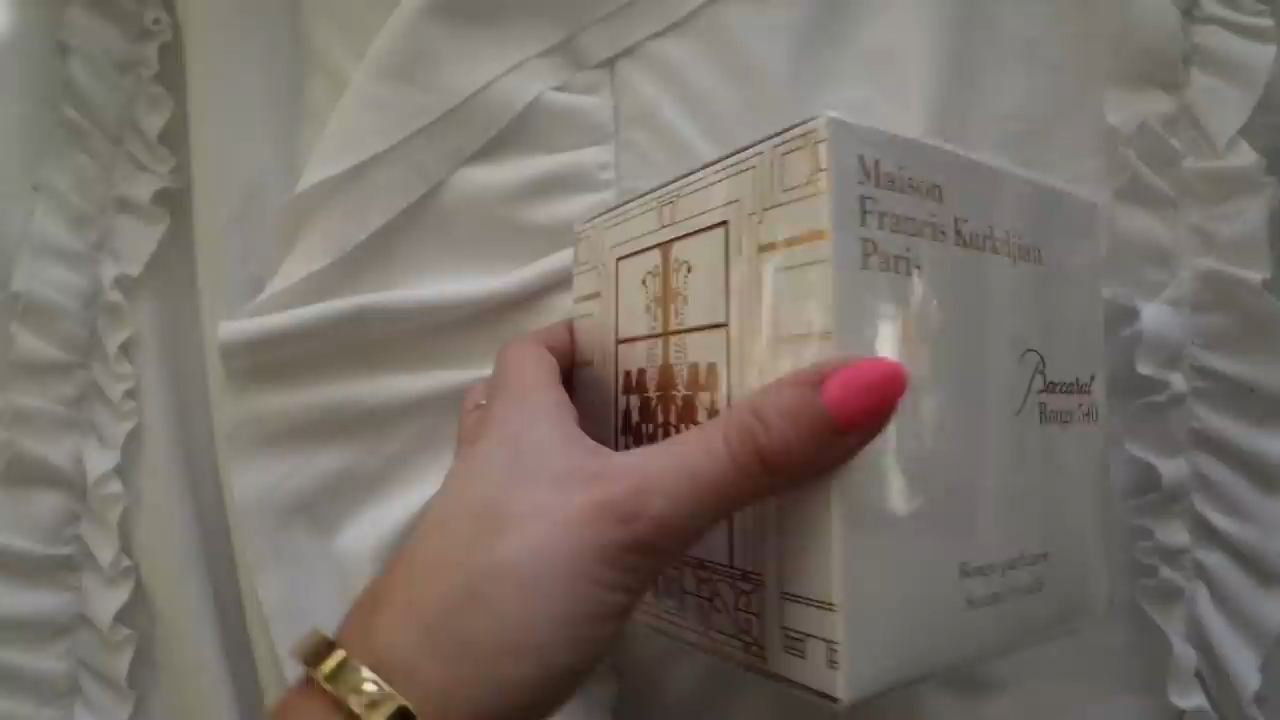 Maison
Francis Kurkdjian
Paris
Baccarat
Rouge 540